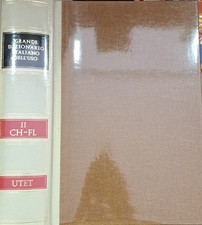 GRANDE
DIZIONARIO
ITALIANO
DELL'USO
II
CH-FL
UTET